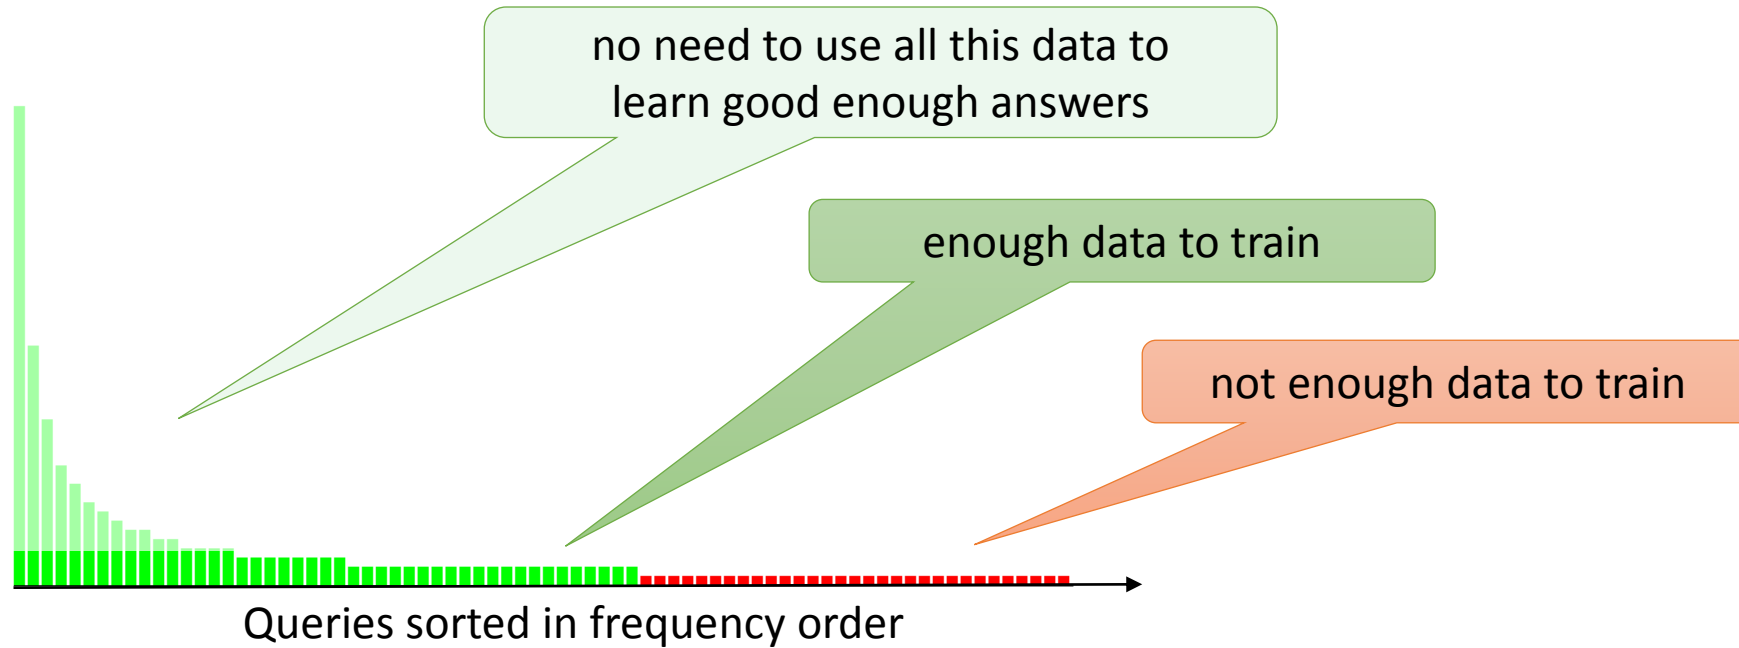 no need to use all this data to
learn good enough answers
enough data to train
not enough data to train
Queries sorted in frequency order